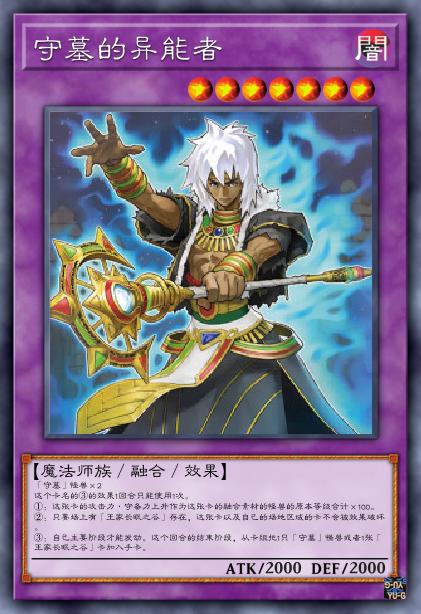 守墓的异能者
闇
【魔法师族／融合／效果】
「守墓」怪兽×2
这个卡名的③的效果1回合只能使用1次。
①：这张卡的攻击力·守备力上升作为这张卡的融合素材的怪兽的原本等级合计×100。
②：只要场上有「王家长眠之谷」存在，这张卡以及自己的场地区域的卡不会被效果破坏
。
③：自己主要阶段才能发动。这个回合的结束阶段，从卡组把1只「守墓」怪兽或者1张「
王家长眠之谷」卡加入手卡。
ATK/2000 DEF/2000